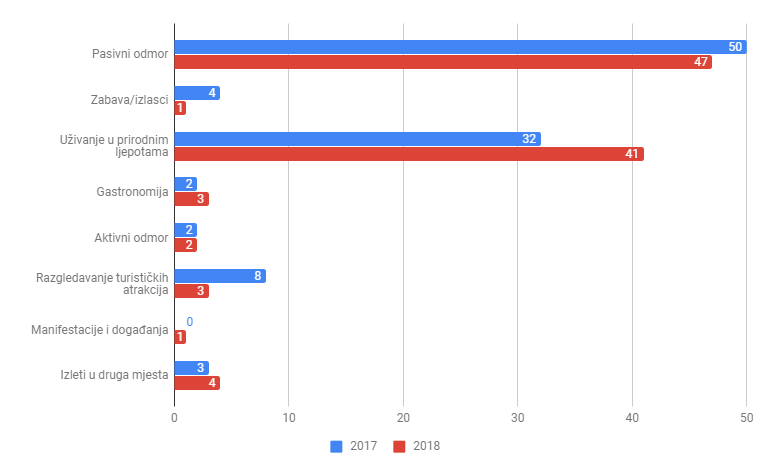 Pasivni odmor
50
47
Zabava/izlasci
4
1
Uživanje u prirodnim
ljepotama
32
41
Gastronomija
2
3
Aktivni odmor
2
2
Razgledavanje turističkih
atrakcija
8
3
Manifestacije i događanja
0
1
Izleti u druga mjesta
3
4
0 10 20 30 40 50
2017 2018